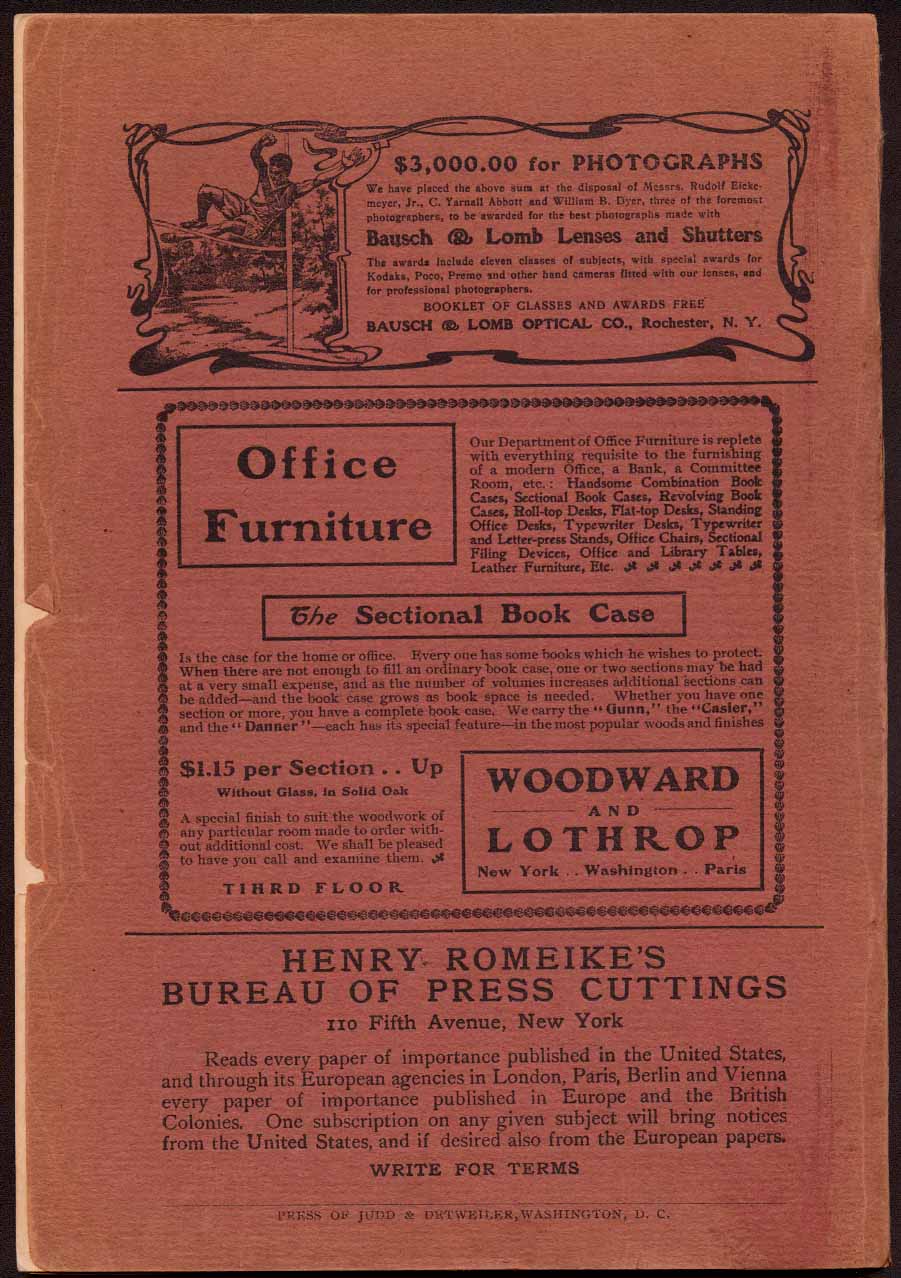 $3,000.00 for PHOTOGRAPHS
We have placed the above sum at the disposal of Messrs. Rudolf Eicke-
meyer, Jr., C. Yarnall Abbott and William B. Dyer, three of the foremost
photographers, to be awarded for the best photographs made with
Bausch & Lomb Lenses and Shutters
The awards include eleven classes of subjects, with special awards for
Kodaks, Poco, Premo and other hand cameras fitted with our lenses, and
for professional photographers.
BOOKLET OF CLASSES AND AWARDS FREE
BAUSCH & LOMB OPTICAL CO., Rochester, N. Y.
Office
Furniture
Our Department of Office Furniture is replete
with everything requisite to the furnishing
of a modern Office, a Bank, a Committee
Room, etc.: Handsome Combination Book
Cases, Sectional Book Cases, Revolving Book
Cases, Roll-top Desks, Flat-top Desks, Standing
Office Desks, Typewriter Desks, Typewriter
and Letter-press Stands, Office Chairs, Sectional
Filing Devices, Office and Library Tables,
Leather Furniture, Etc.
The Sectional Book Case
Is the case for the home or office. Every one has some books which he wishes to protect.
When there are not enough to fill an ordinary book case, one or two sections may be had
at a very small expense, and as the number of volumes increases additional sections can
be added—and the book case grows as book space is needed. Whether you have one
section or more, you have a complete book case. We carry the "Gunn," the "Casler,"
and the "Danner"—each has its special feature—in the most popular woods and finishes
$1.15 per Section . . Up
Without Glass, in Solid Oak
A special finish to suit the woodwork of
any particular room made to order with-
out additional cost. We shall be pleased
to have you call and examine them.
TIHRD FLOOR
WOODWARD
AND
LOTHROP
New York . . Washington . . Paris
HENRY ROMEIKE'S
BUREAU OF PRESS CUTTINGS
110 Fifth Avenue, New York
Reads every paper of importance published in the United States,
and through its European agencies in London, Paris, Berlin and Vienna
every paper of importance published in Europe and the British
Colonies. One subscription on any given subject will bring notices
from the United States, and if desired also from the European papers.
WRITE FOR TERMS
PRESS OF JUDD & DETWEILER, WASHINGTON, D. C.